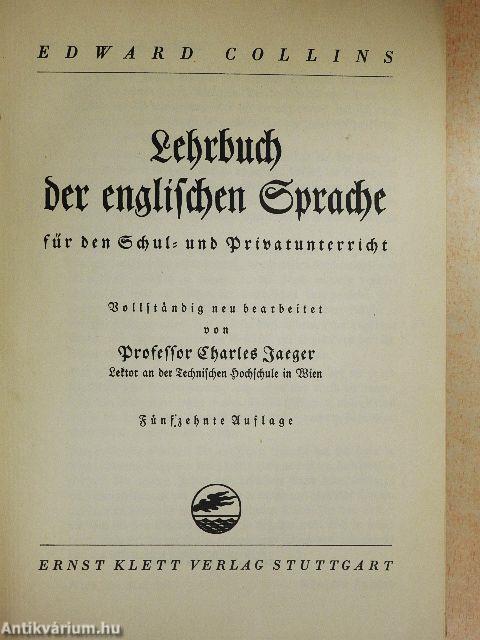 EDWARD COLLINS
Lehrbuch
der englischen Sprache
für den Schul- und Privatunterricht
Vollständig neu bearbeitet
von
Professor Charles Jaeger
Lektor an der Technischen Hochschule in Wien
Fünfzehnte Auflage
ERNST KLETT VERLAG STUTTGART
Antikvárium.hu